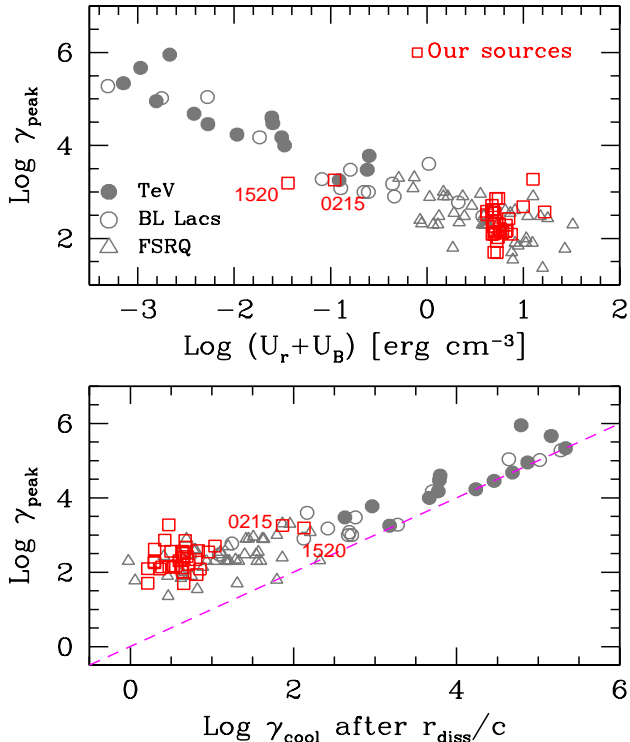 6
4
2
Log γpeak
Our sources
1520
0215
TeV
BL Lacs
FSRQ
−3 −2 −1 0 1 2
Log (Ur+UB) [erg cm−3]
6
4
2
0
Log γpeak
0215
1520
0 2 4 6
Log γcool after rdiss/c